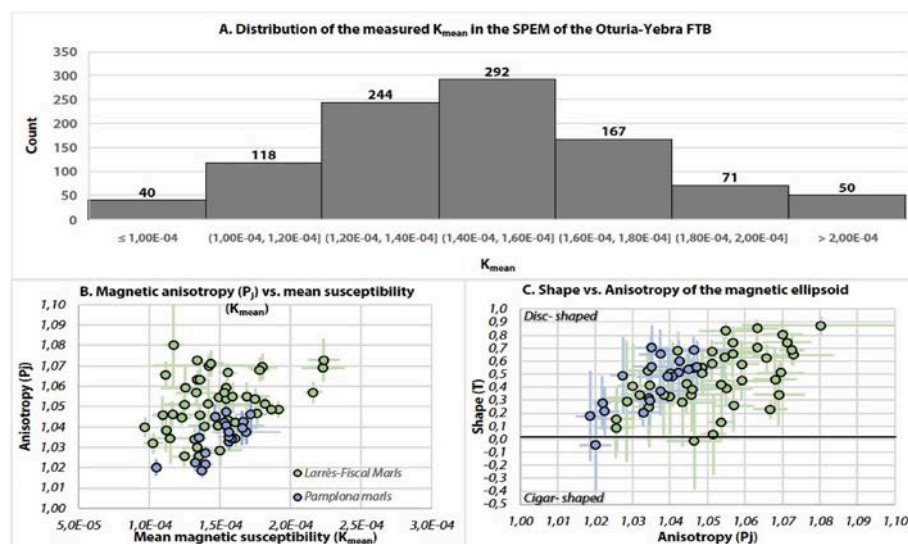 A. Distribution of the measured Kmean in the SPEM of the Oturia-Yebra FTB
350
300
250
200
150
100
50
0
Count
40
118
244
292
167
71
50
≤ 1,00E-04
(1,00E-04, 1,20E-04]
(1,20E-04, 1,40E-04]
(1,40E-04, 1,60E-04]
(1,60E-04, 1,80E-04]
(1,80E-04, 2,00E-04]
> 2,00E-04
Kmean
B. Magnetic anisotropy (Pj) vs. mean susceptibility
(Kmean)
1,10
1,09
1,08
1,07
1,06
1,05
1,04
1,03
1,02
1,01
1,00
Anisotropy (Pj)
Larrès-Fiscal Marls
Pamplona marls
5,0E-05 1,0E-04 1,5E-04 2,0E-04 2,5E-04 3,0E-04
Mean magnetic susceptibility (Kmean)
C. Shape vs. Anisotropy of the magnetic ellipsoid
1,0
0,9
0,8
0,7
0,6
0,5
0,4
0,3
0,2
0,1
0,0
-0,1
-0,2
-0,3
-0,4
-0,5
Shape (T)
Disc- shaped
Cigar- shaped
1,00 1,01 1,02 1,03 1,04 1,05 1,06 1,07 1,08 1,09 1,10
Anisotropy (Pj)